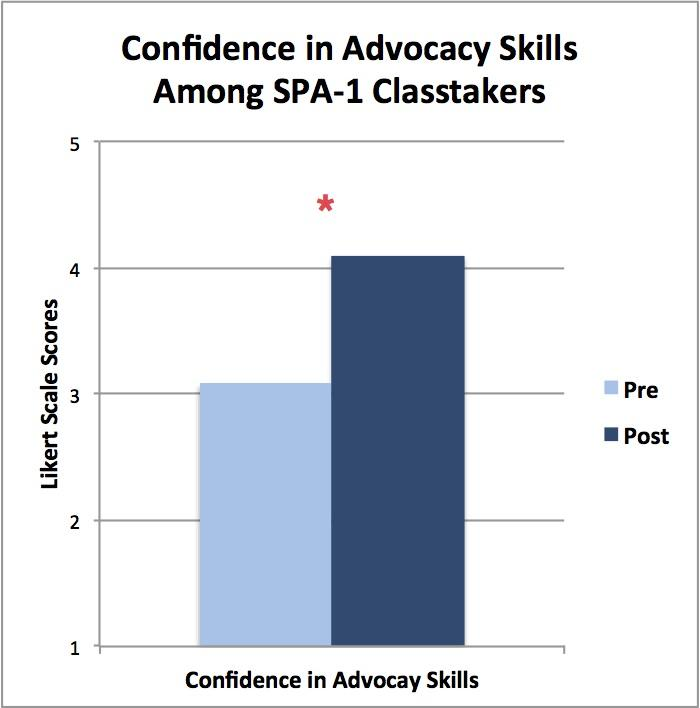 Confidence in Advocacy Skills
Among SPA-1 Classtakers
5
*
4
3
2
1
Likert Scale Scores
Pre
Post
Confidence in Advocay Skills